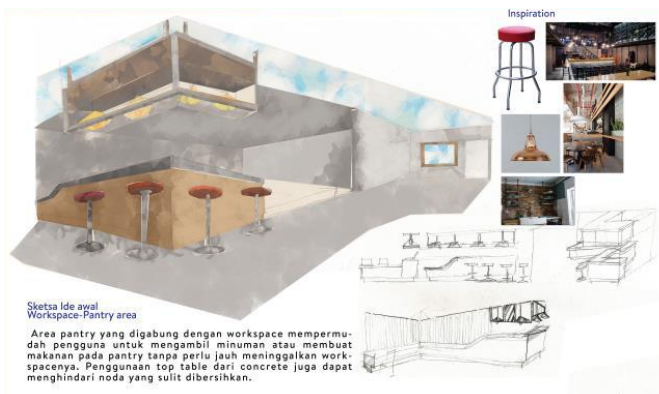 Inspiration
Sketsa Ide awal
Workspace-Pantry area
Area pantry yang digabung dengan workspace mempermu-
dah pengguna untuk mengambil minuman atau membuat
makanan pada pantry tanpa perlu jauh meninggalkan work-
spacenya. Penggunaan top table dari concrete juga dapat
menghindari noda yang sulit dibersihkan.